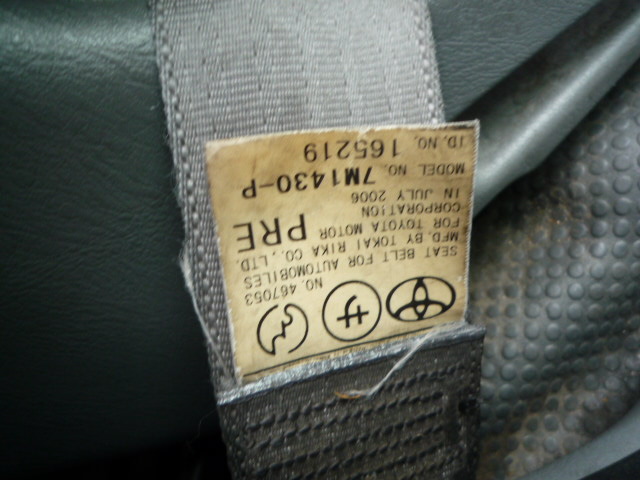 サ
NO. 467053
SEAT BELT FOR AUTOMOBILES
MFD. BY TOKAI RIKA CO., LTD.
FOR TOYOTA MOTOR
CORPORATION
PRE
IN JULY 2006
MODEL NO. 7M1430-P
ID. NO. 165219